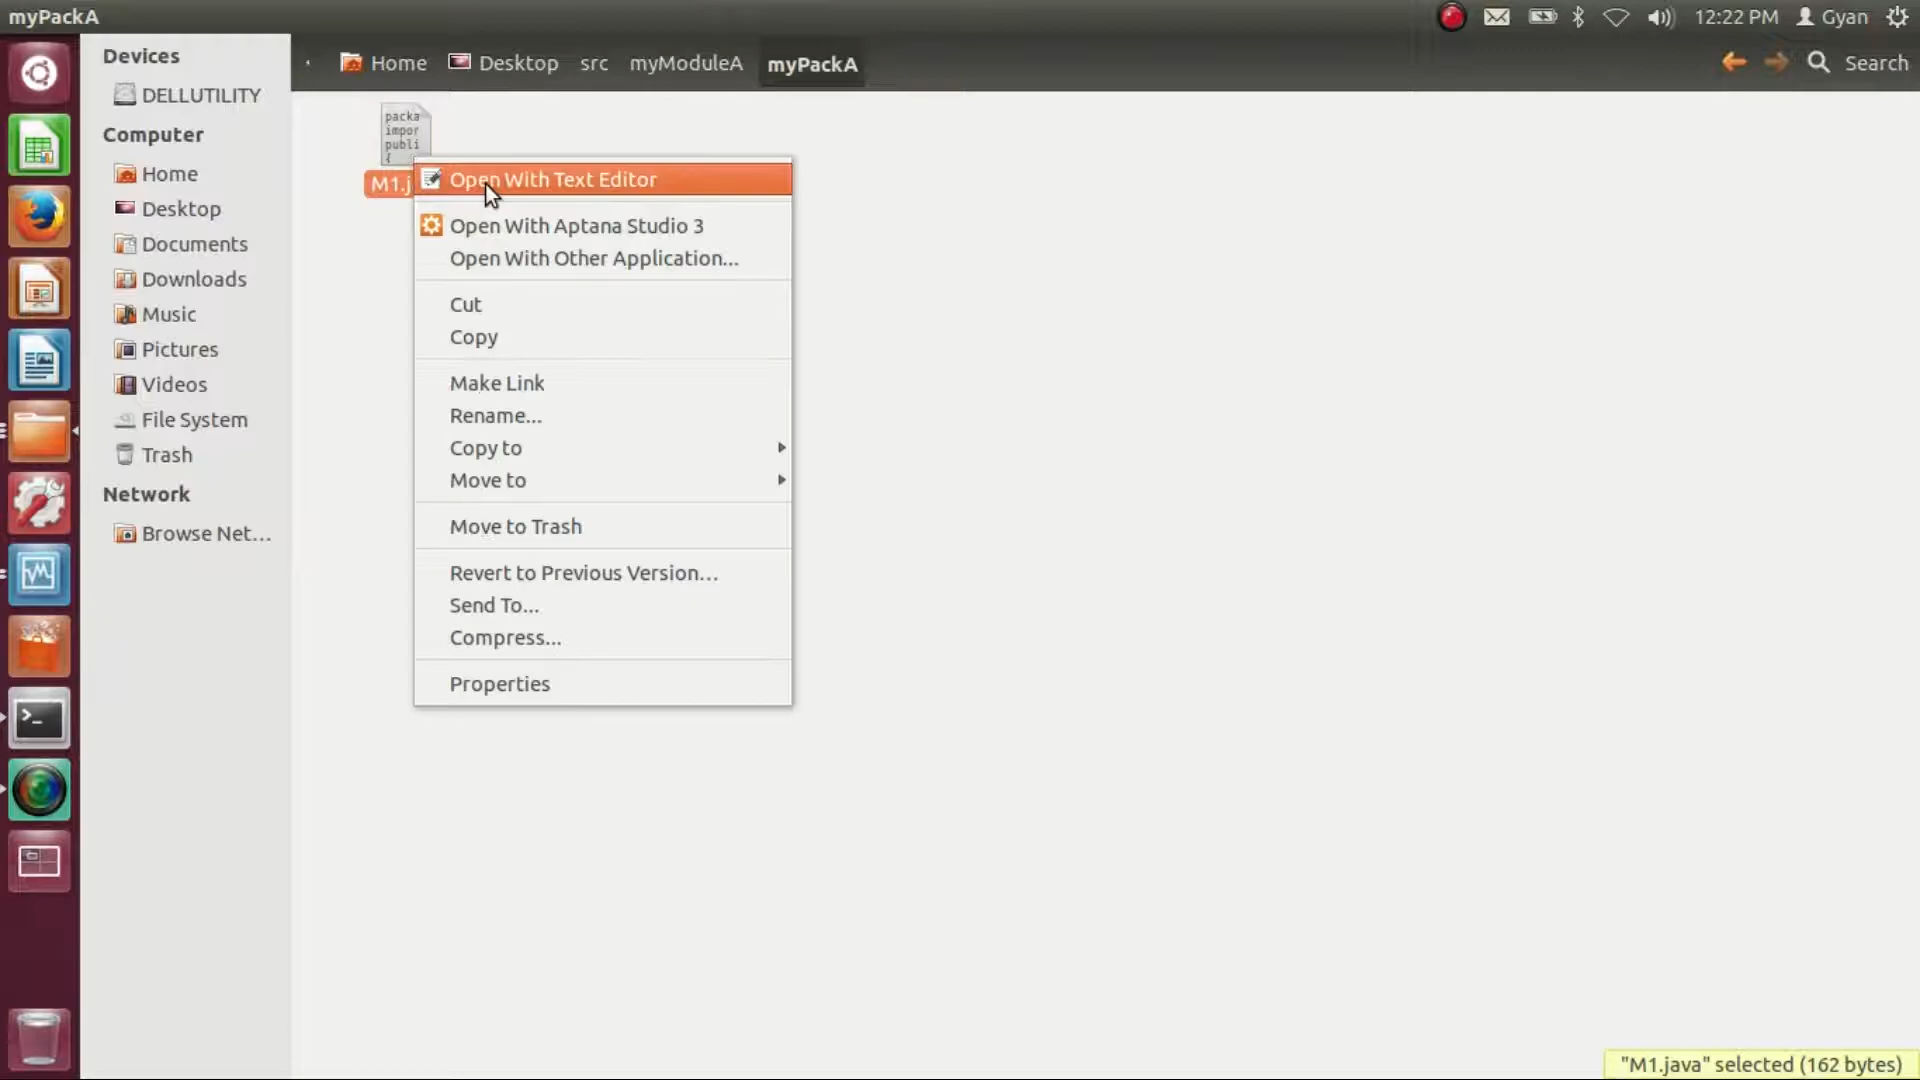 myPackA
12:22 PM
Gyan
Devices
DELLUTILITY
Computer
Home
Desktop
Documents
Downloads
Music
Pictures
Videos
File System
Trash
Network
Browse Net...
Home
Desktop
src
myModuleA
myPackA
Search
packa
impor
publi
{
M1.j
Open With Text Editor
Open With Aptana Studio 3
Open With Other Application...
Cut
Copy
Make Link
Rename...
Copy to
Move to
Move to Trash
Revert to Previous Version...
Send To...
Compress...
Properties
"M1.java" selected (162 bytes)